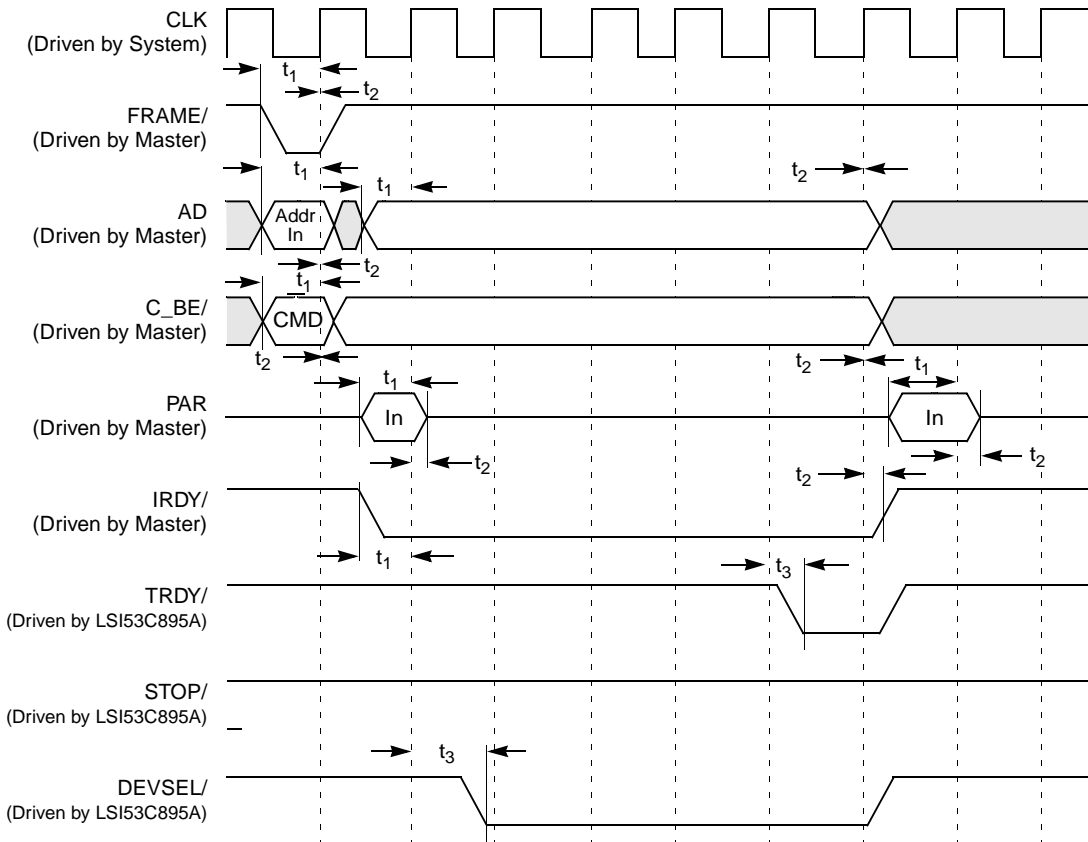 CLK
(Driven by System)
t1
t2
FRAME/
(Driven by Master)
t1
t1
t2
AD
(Driven by Master)
Addr
In
t2
t1
C_BE/
(Driven by Master)
CMD
t2
t2
t1
PAR
(Driven by Master)
t1
In
In
t2
t2
t2
IRDY/
(Driven by Master)
t1
t3
TRDY/
(Driven by LSI53C895A)
STOP/
(Driven by LSI53C895A)
t3
DEVSEL/
(Driven by LSI53C895A)